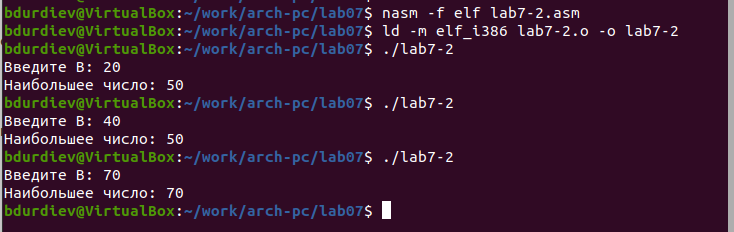 bdurdiev@VirtualBox:~/work/arch-pc/lab07$ nasm -f elf lab7-2.asm
bdurdiev@VirtualBox:~/work/arch-pc/lab07$ ld -m elf_i386 lab7-2.o -o lab7-2
bdurdiev@VirtualBox:~/work/arch-pc/lab07$ ./lab7-2
Введите B: 20
Наибольшее число: 50
bdurdiev@VirtualBox:~/work/arch-pc/lab07$ ./lab7-2
Введите B: 40
Наибольшее число: 50
bdurdiev@VirtualBox:~/work/arch-pc/lab07$ ./lab7-2
Введите B: 70
Наибольшее число: 70
bdurdiev@VirtualBox:~/work/arch-pc/lab07$